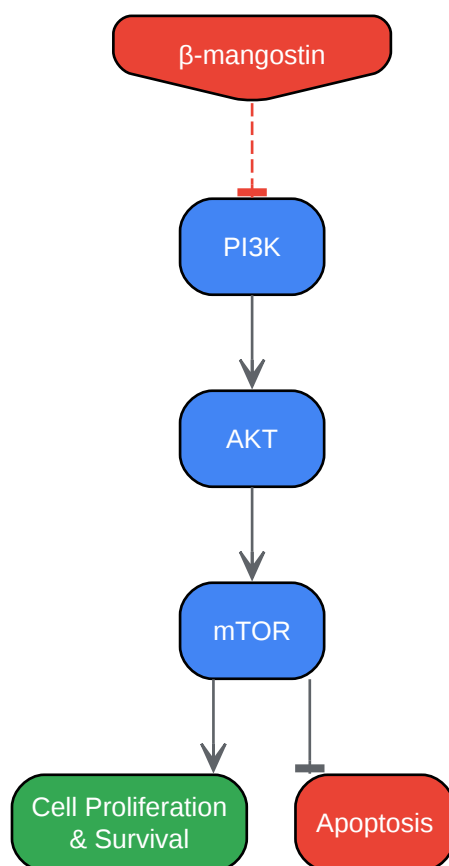 β-mangostin
PI3K
AKT
mTOR
Cell Proliferation
& Survival
Apoptosis